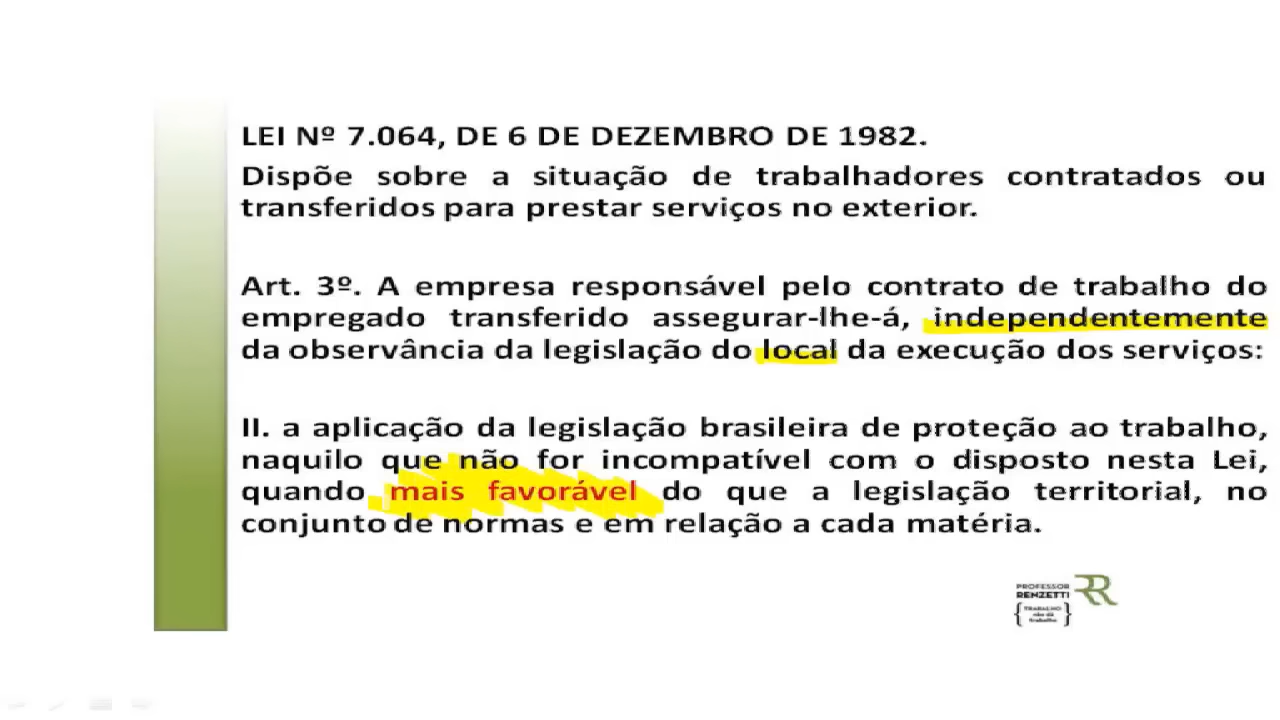 LEI Nº 7.064, DE 6 DE DEZEMBRO DE 1982.
Dispõe sobre a situação de trabalhadores contratados ou
transferidos para prestar serviços no exterior.
Art. 3º. A empresa responsável pelo contrato de trabalho do
empregado transferido assegurar-lhe-á, independentemente
da observância da legislação do local da execução dos serviços:
II. a aplicação da legislação brasileira de proteção ao trabalho,
naquilo que não for incompatível com o disposto nesta Lei,
quando mais favorável do que a legislação territorial, no
conjunto de normas e em relação a cada matéria.
PROFESSOR
RENZETTI
TRABALHO
não dá
trabalho